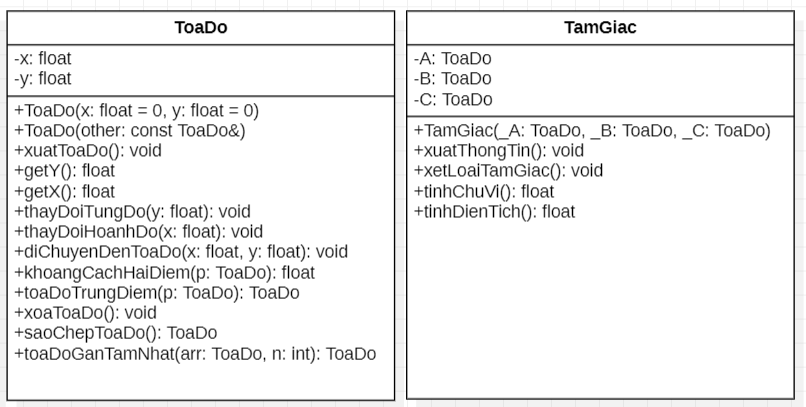 ToaDo
-x: float
-y: float
+ToaDo(x: float = 0, y: float = 0)
+ToaDo(other: const ToaDo&)
+xuatToaDo(): void
+getY(): float
+getX(): float
+thayDoiTungDo(y: float): void
+thayDoiHoanhDo(x: float): void
+diChuyenDenToaDo(x: float, y: float): void
+khoangCachHaiDiem(p: ToaDo): float
+toaDoTrungDiem(p: ToaDo): ToaDo
+xoaToaDo(): void
+saoChepToaDo(): ToaDo
+toaDoGanTamNhat(arr: ToaDo, n: int): ToaDo
TamGiac
-A: ToaDo
-B: ToaDo
-C: ToaDo
+TamGiac(_A: ToaDo, _B: ToaDo, _C: ToaDo)
+xuatThongTin(): void
+xetLoaiTamGiac(): void
+tinhChuVi(): float
+tinhDienTich(): float